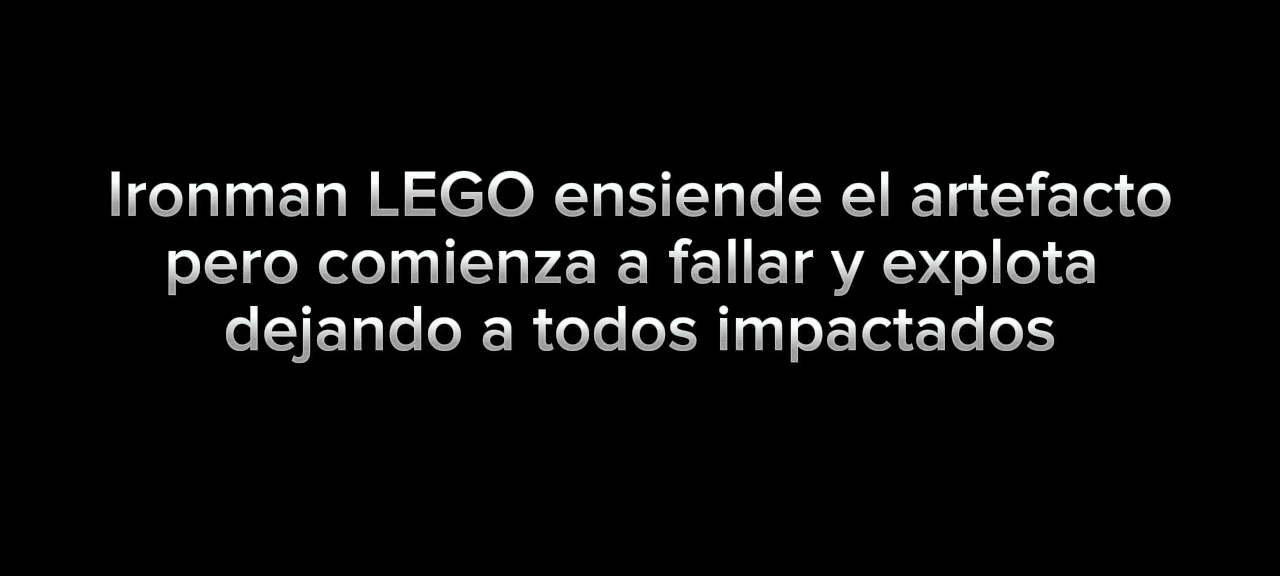 Ironman LEGO ensiende el artefacto
pero comienza a fallar y explota
dejando a todos impactados